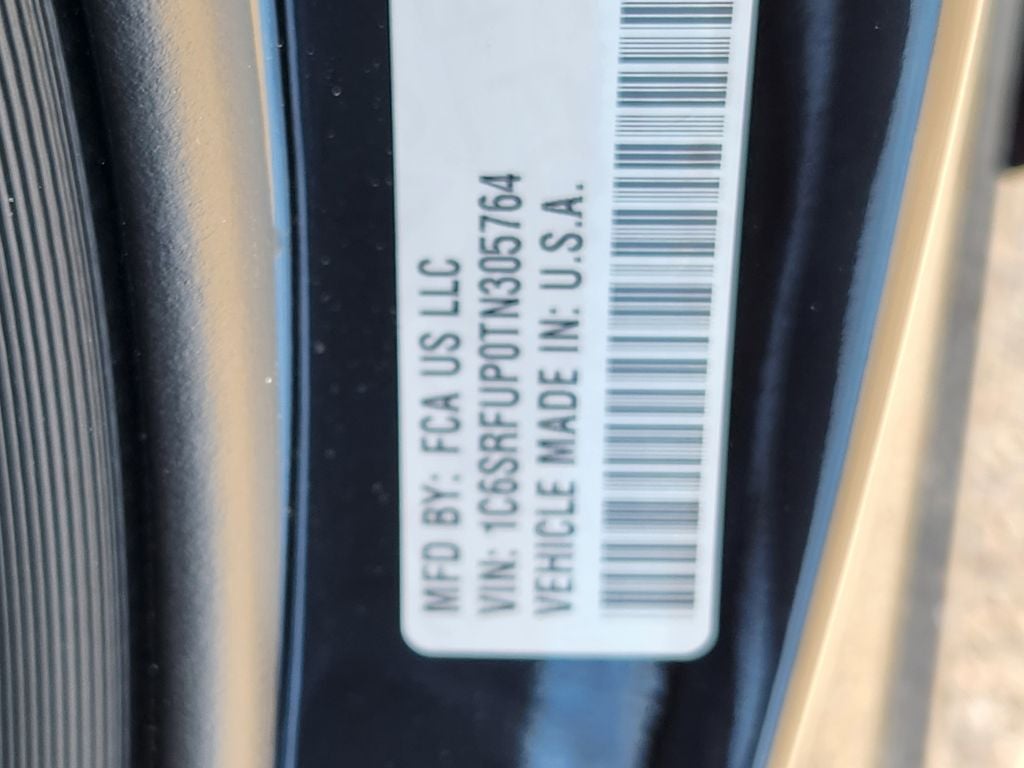 MFD BY: FCA US LLC
VIN: 1C6SRFUP0TN305764
VEHICLE MADE IN: U.S.A.